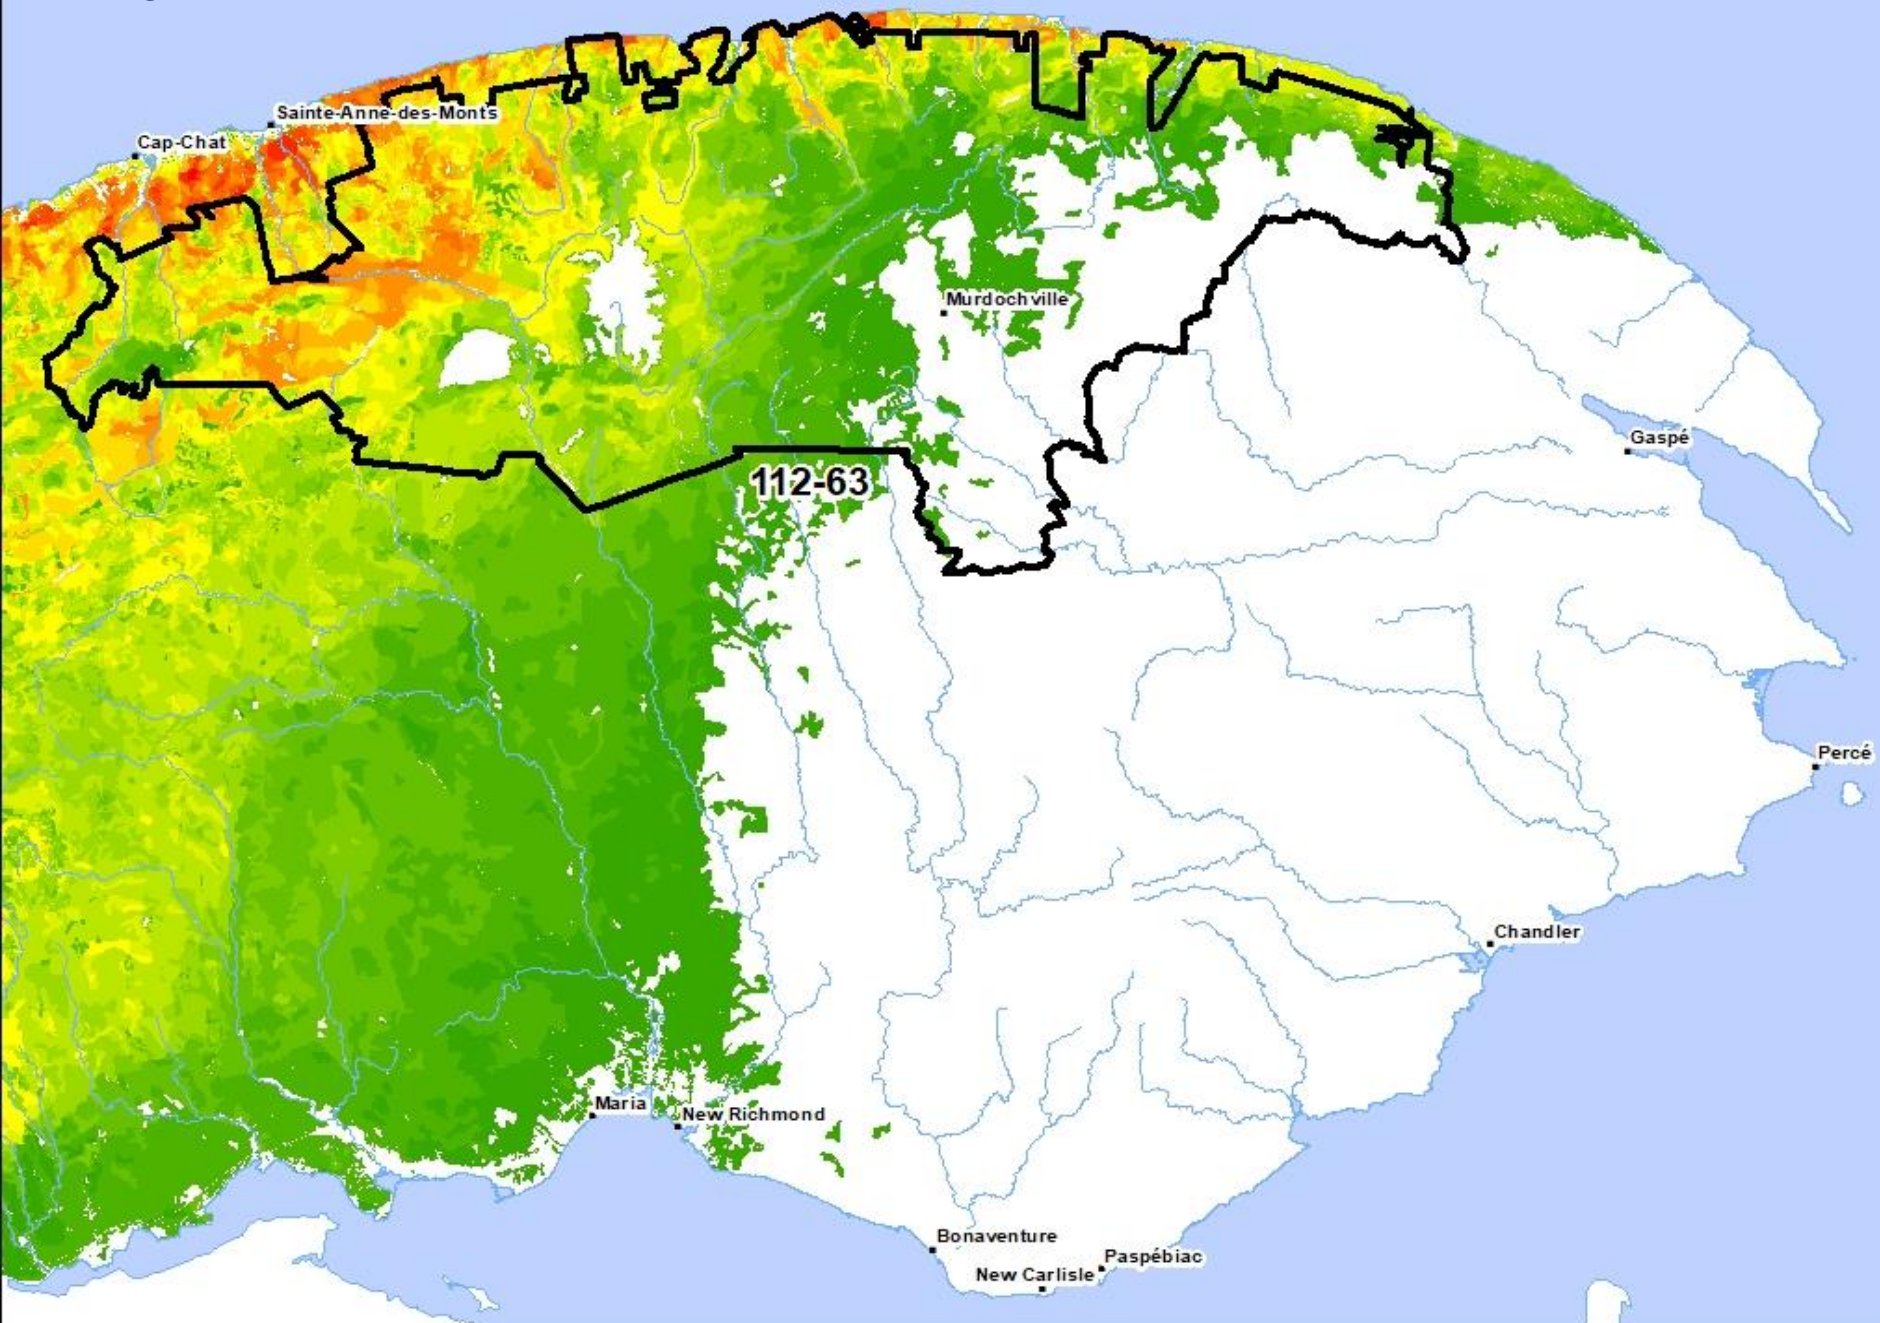 Sainte-Anne-des-Monts
Cap-Chat
Murdochville
Gaspé
112-63
Percé
Chandler
Maria
New Richmond
Bonaventure
Paspébiac
New Carlisle